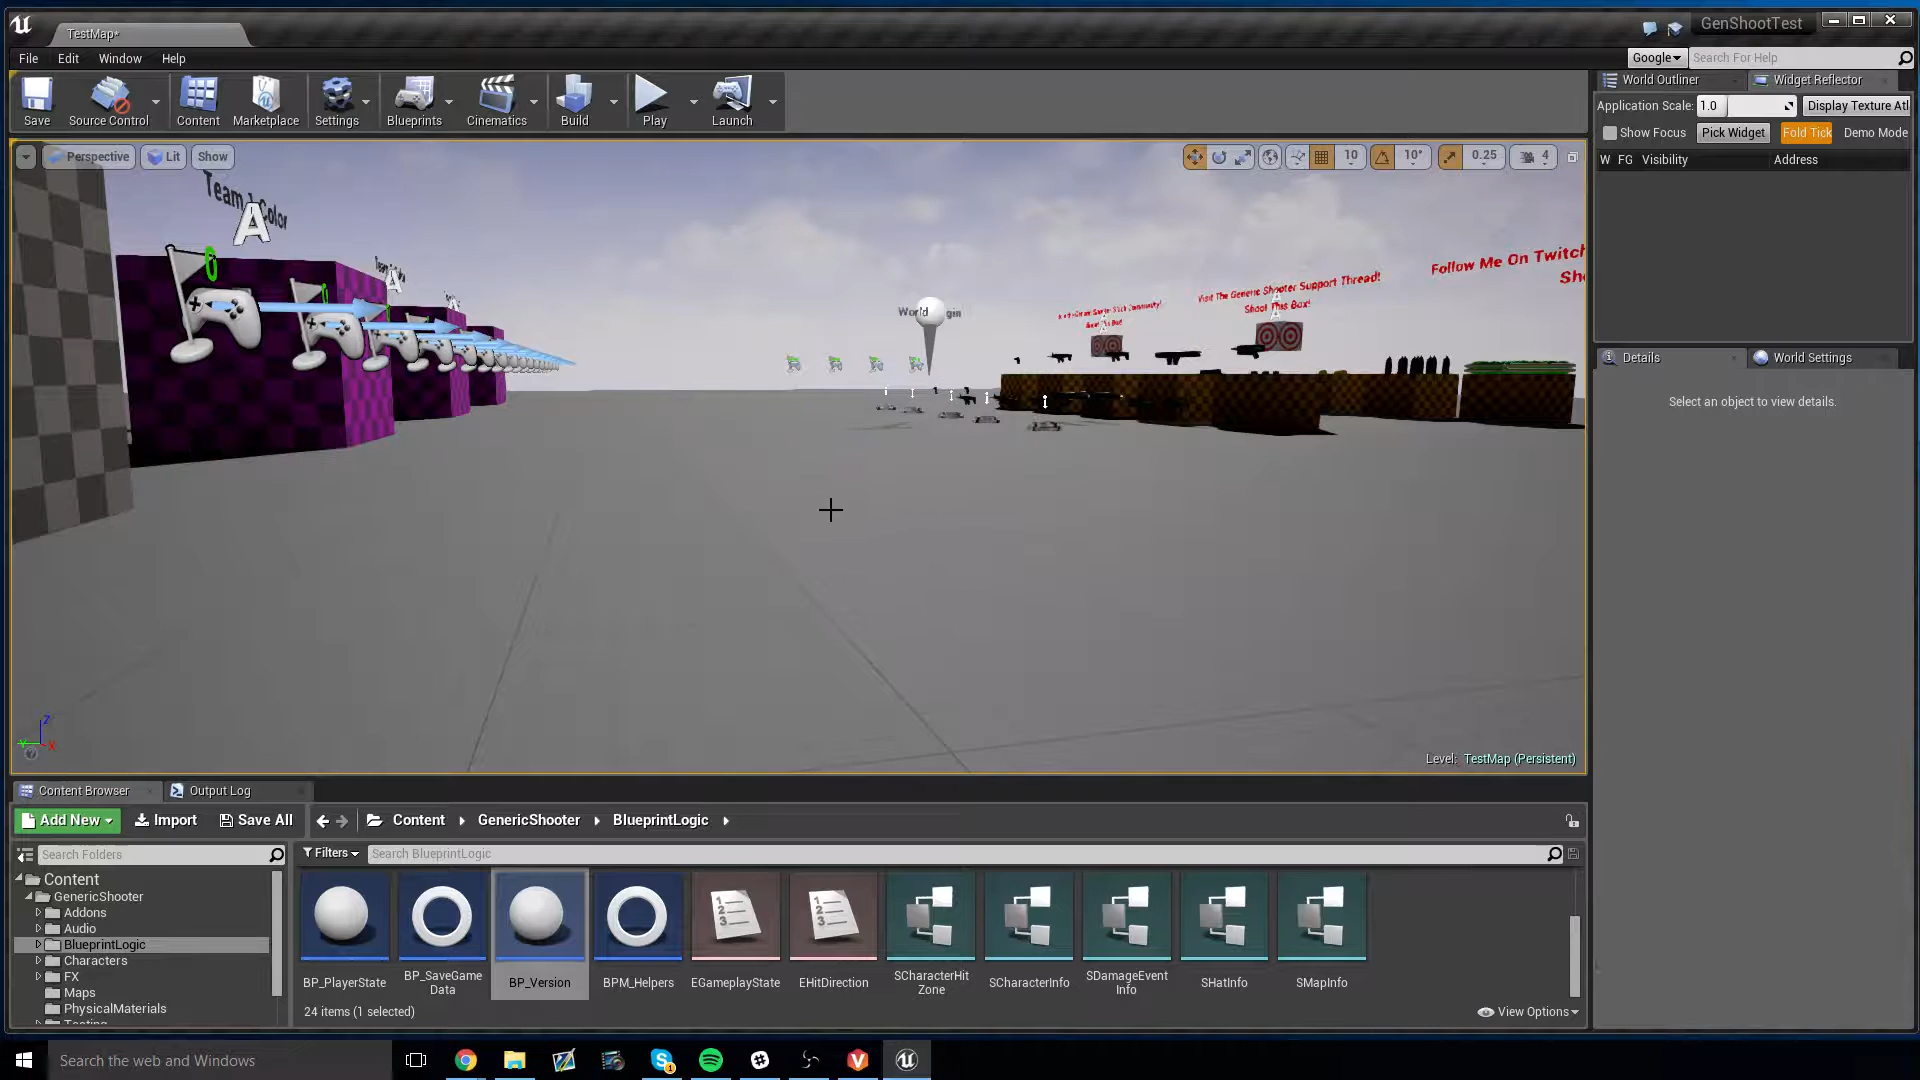 TestMap*
GenShootTest
File Edit Window Help
Google
Search For Help
Save
Source Control
Content
Marketplace
Settings
Blueprints
Cinematics
Build
Play
Launch
World Outliner
Widget Reflector
Application Scale: 1.0
Display Texture Atl
Show Focus
Pick Widget
Fold Tick
Demo Mode
W FG Visibility Address
Perspective
Lit
Show
10
10°
0.25
4
Team 1 Color
A
A
World gin
Visit The Generic Shooter Support Thread!
Shoot This Box!
Follow Me On Twitch
Sho
Level: TestMap (Persistent)
Details
World Settings
Select an object to view details.
Content Browser
Output Log
Add New
Import
Save All
Content
GenericShooter
BlueprintLogic
Search Folders
Filters
Search BlueprintLogic
Content
GenericShooter
Addons
Audio
BlueprintLogic
Characters
FX
Maps
PhysicalMaterials
BP_PlayerState
BP_SaveGame
Data
BP_Version
BPM_Helpers
EGameplayState
EHitDirection
SCharacterHit
Zone
SCharacterInfo
SDamageEvent
Info
SHatInfo
SMapInfo
24 items (1 selected)
View Options
Search the web and Windows